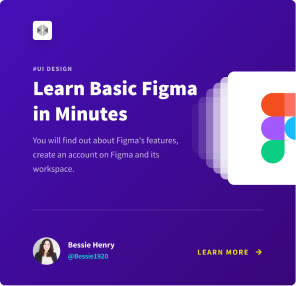 #UI DESIGN
Learn Basic Figma
in Minutes
You will find out about Figma's features,
create an account on Figma and its
workspace.
Bessie Henry
@Bessie1920
LEARN MORE →